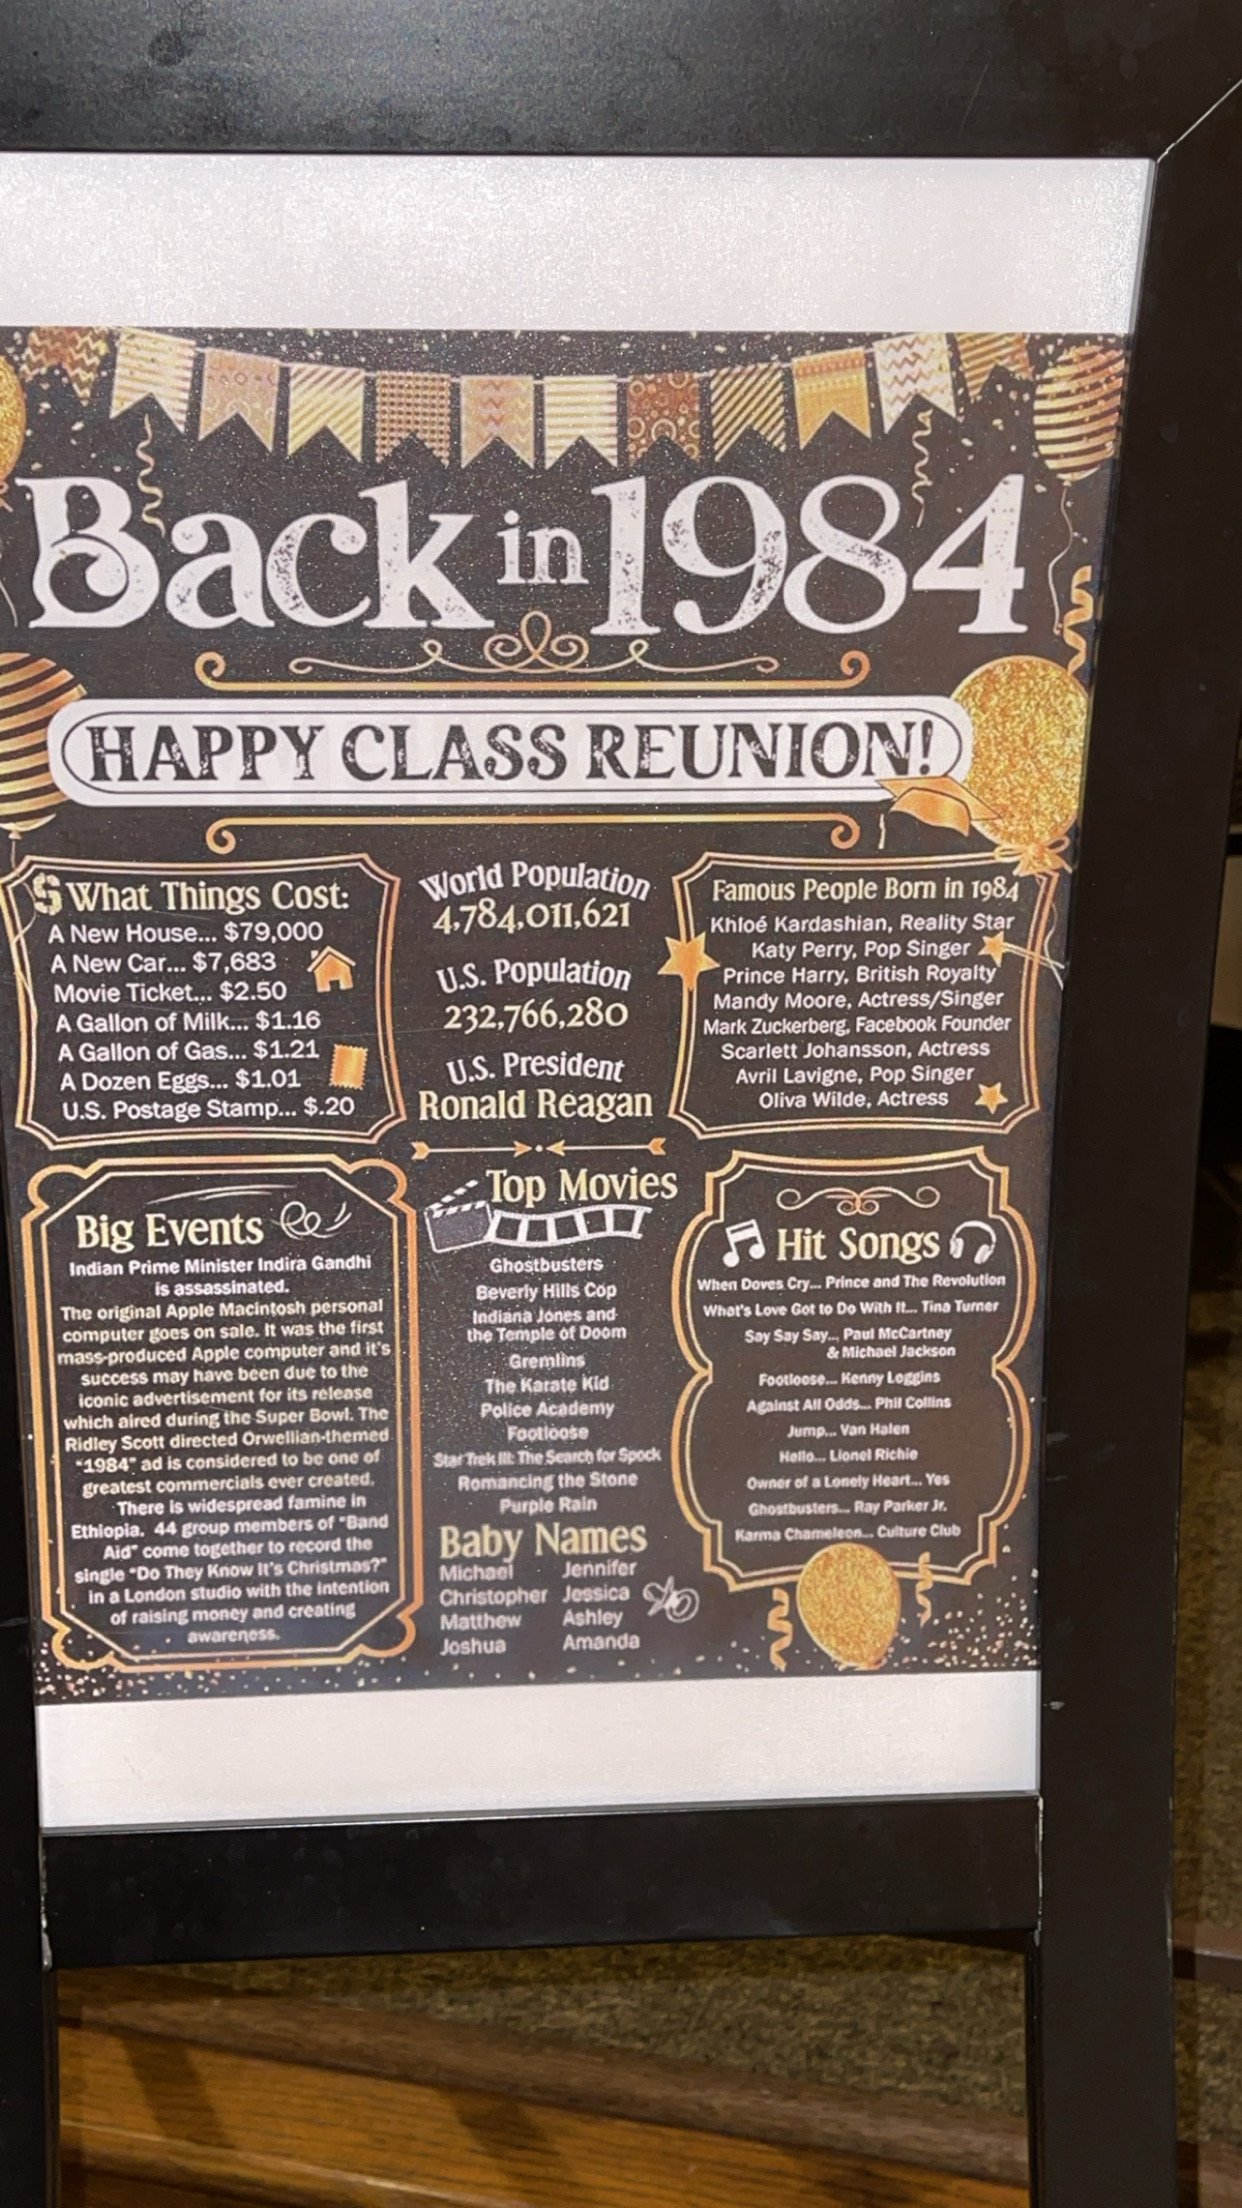 Back in 1984
HAPPY CLASS REUNION!
What Things Cost:
A New House... $79,000
A New Car... $7,683
Movie Ticket... $2.50
A Gallon of Milk... $1.16
A Gallon of Gas... $1.21
A Dozen Eggs... $1.01
U.S. Postage Stamp... $.20
World Population
4,784,011,621
U.S. Population
232,766,280
U.S. President
Ronald Reagan
Famous People Born in 1984
Khloé Kardashian, Reality Star
Katy Perry, Pop Singer
Prince Harry, British Royalty
Mandy Moore, Actress/Singer
Mark Zuckerberg, Facebook Founder
Scarlett Johansson, Actress
Avril Lavigne, Pop Singer
Oliva Wilde, Actress
Big Events
Indian Prime Minister Indira Gandhi
is assassinated.
The original Apple Macintosh personal
computer goes on sale. It was the first
mass-produced Apple computer and it's
success may have been due to the
iconic advertisement for its release
which aired during the Super Bowl. The
Ridley Scott directed Orwellian-themed
"1984" ad is considered to be one of
greatest commercials ever created.
There is widespread famine in
Ethiopia. 44 group members of "Band
Aid" come together to record the
single "Do They Know It's Christmas?"
in a London studio with the intention
of raising money and creating
awareness.
Top Movies
Ghostbusters
Beverly Hills Cop
Indiana Jones and
the Temple of Doom
Gremlins
The Karate Kid
Police Academy
Footloose
Star Trek III: The Search for Spock
Romancing the Stone
Purple Rain
Baby Names
Michael Jennifer
Christopher Jessica
Matthew Ashley
Joshua Amanda
Hit Songs
When Doves Cry... Prince and The Revolution
What's Love Got to Do With It... Tina Turner
Say Say Say... Paul McCartney
& Michael Jackson
Footloose... Kenny Loggins
Against All Odds... Phil Collins
Jump... Van Halen
Hello... Lionel Richie
Owner of a Lonely Heart... Yes
Ghostbusters... Ray Parker Jr.
Karma Chameleon... Culture Club